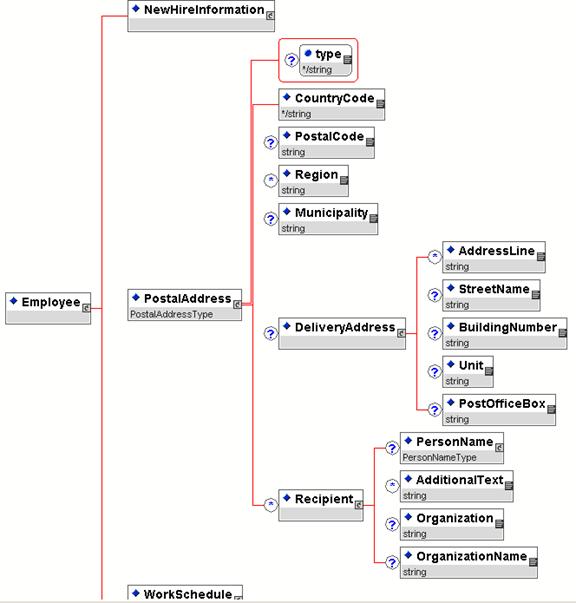 NewHireInformation
? type
*/string
CountryCode
*/string
? PostalCode
string
* Region
string
? Municipality
string
Employee
PostalAddress
PostalAddressType
? DeliveryAddress
* AddressLine
string
? StreetName
string
? BuildingNumber
string
? Unit
string
? PostOfficeBox
string
* Recipient
? PersonName
PersonNameType
* AdditionalText
string
? Organization
string
? OrganizationName
string
WorkSchedule